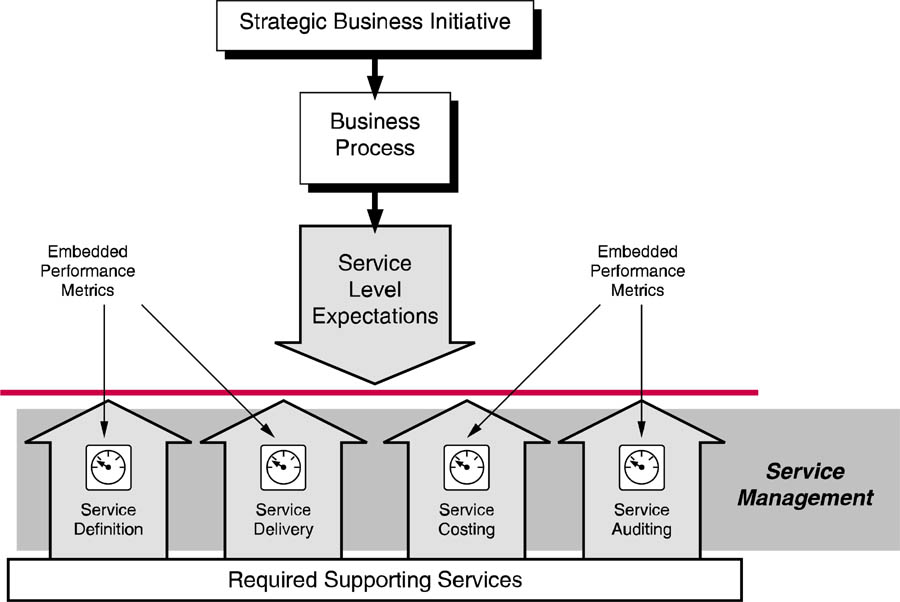 Strategic Business Initiative
Business
Process
Service
Level
Expectations
Embedded
Performance
Metrics
Embedded
Performance
Metrics
Service
Definition
Service
Delivery
Service
Costing
Service
Auditing
Service
Management
Required Supporting Services